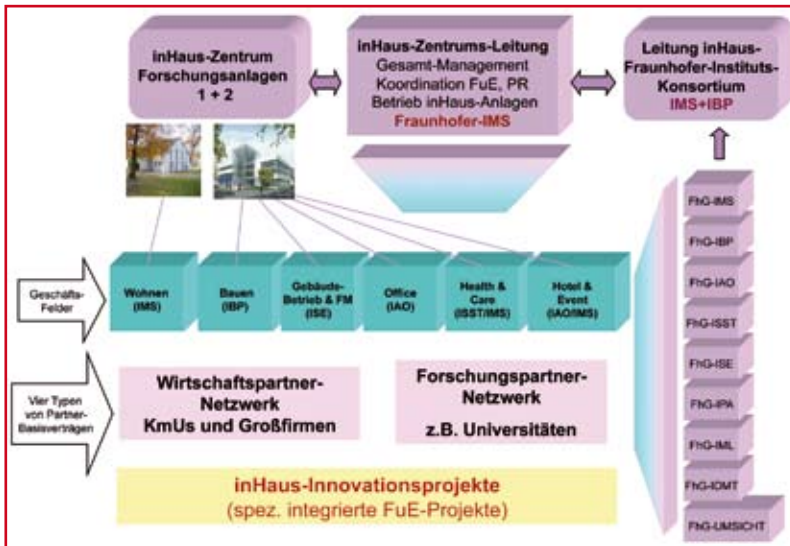 inHaus-Zentrum
Forschungsanlagen
1 + 2
inHaus-Zentrums-Leitung
Gesamt-Management
Koordination FuE, PR
Betrieb inHaus-Anlagen
Fraunhofer-IMS
Leitung inHaus-
Fraunhofer-Instituts-
Konsortium
IMS+IBP
Geschäfts-
Felder
Wohnen
(IMS)
Bauen
(IBP)
Gebäude-
Betrieb & FM
(ISE)
Office
(IAO)
Health &
Care
(ISST/IMS)
Hotel &
Event
(IAO/IMS)
Vier Typen
von Partner-
Basisverträgen
Wirtschaftspartner-
Netzwerk
KmUs und Großfirmen
Forschungspartner-
Netzwerk
z.B. Universitäten
inHaus-Innovationsprojekte
(spez. integrierte FuE-Projekte)
FhG-IMS
FhG-IBP
FhG-IAO
FhG-ISST
FhG-ISE
FhG-IPA
FhG-IML
FhG-IDMT
FhG-UMSICHT